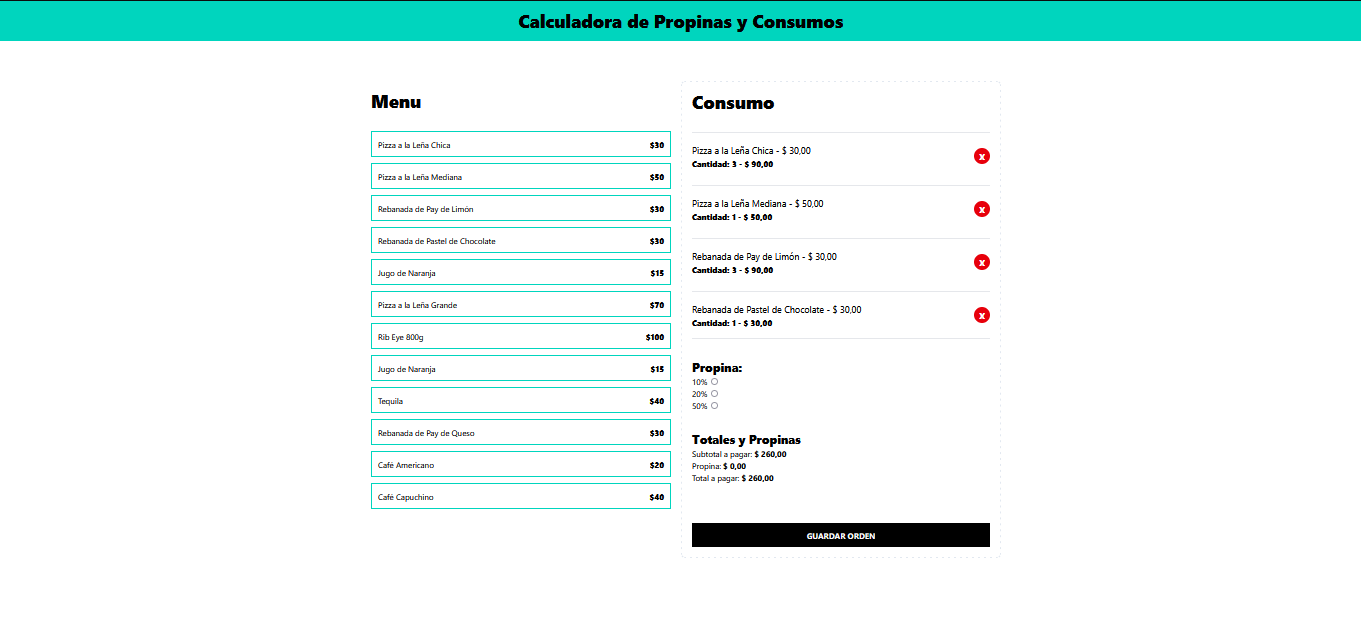 Calculadora de Propinas y Consumos
Menu
Pizza a la Leña Chica $30
Pizza a la Leña Mediana $50
Rebanada de Pay de Limón $30
Rebanada de Pastel de Chocolate $30
Jugo de Naranja $15
Pizza a la Leña Grande $70
Rib Eye 800g $100
Jugo de Naranja $15
Tequila $40
Rebanada de Pay de Queso $30
Café Americano $20
Café Capuchino $40
Consumo
Pizza a la Leña Chica - $ 30,00
Cantidad: 3 - $ 90,00
x
Pizza a la Leña Mediana - $ 50,00
Cantidad: 1 - $ 50,00
x
Rebanada de Pay de Limón - $ 30,00
Cantidad: 3 - $ 90,00
x
Rebanada de Pastel de Chocolate - $ 30,00
Cantidad: 1 - $ 30,00
x
Propina:
10%
20%
50%
Totales y Propinas
Subtotal a pagar: $ 260,00
Propina: $ 0,00
Total a pagar: $ 260,00
GUARDAR ORDEN